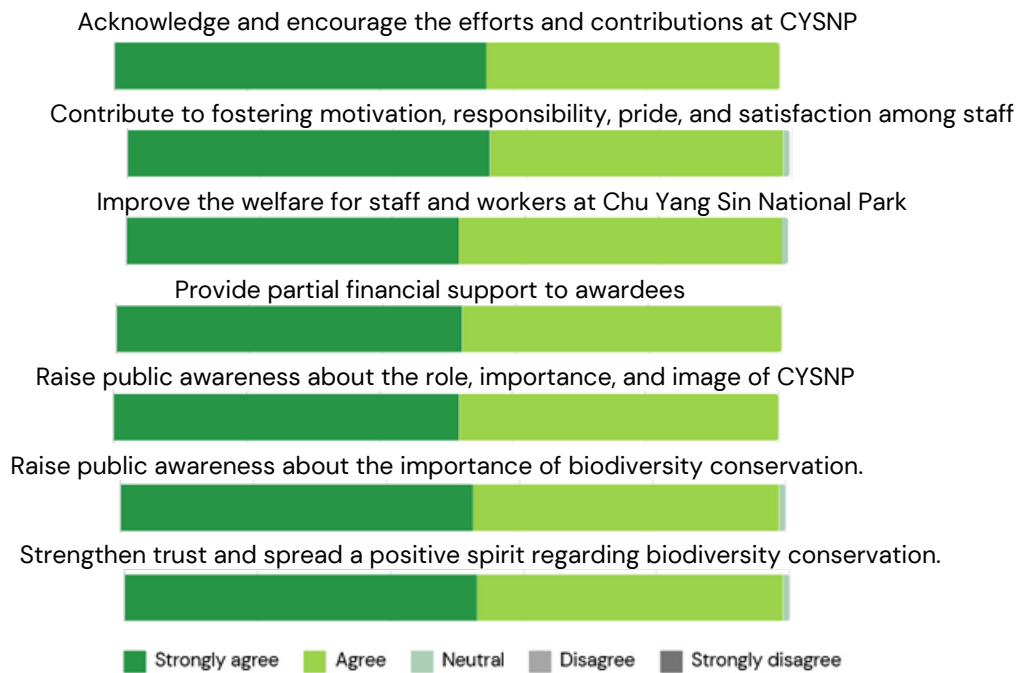 Acknowledge and encourage the efforts and contributions at CYSNP
Contribute to fostering motivation, responsibility, pride, and satisfaction among staff
Improve the welfare for staff and workers at Chu Yang Sin National Park
Provide partial financial support to awardees
Raise public awareness about the role, importance, and image of CYSNP
Raise public awareness about the importance of biodiversity conservation.
Strengthen trust and spread a positive spirit regarding biodiversity conservation.
Strongly agree Agree Neutral Disagree Strongly disagree